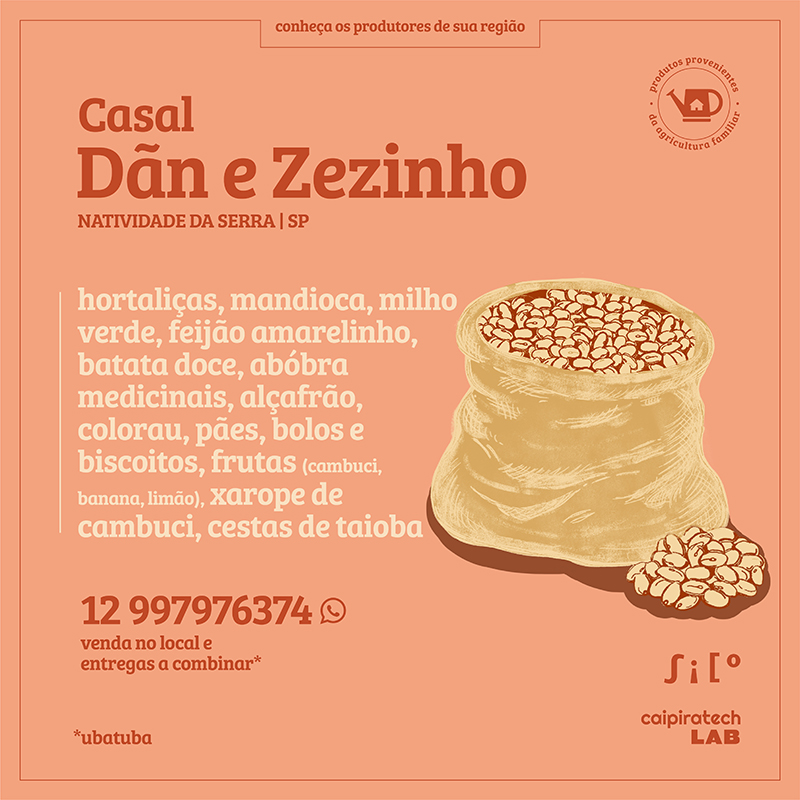 conheça os produtores de sua região
produtos provenientes
da agricultura familiar
Casal
Dãn e Zezinho
NATIVIDADE DA SERRA | SP
hortaliças, mandioca, milho
verde, feijão amarelinho,
batata doce, abóbra
medicinais, alçafrão,
colorau, pães, bolos e
biscoitos, frutas (cambuci,
banana, limão), xarope de
cambuci, cestas de taioba
12 997976374
venda no local e
entregas a combinar*
*ubatuba
silo
caipiratech
LAB